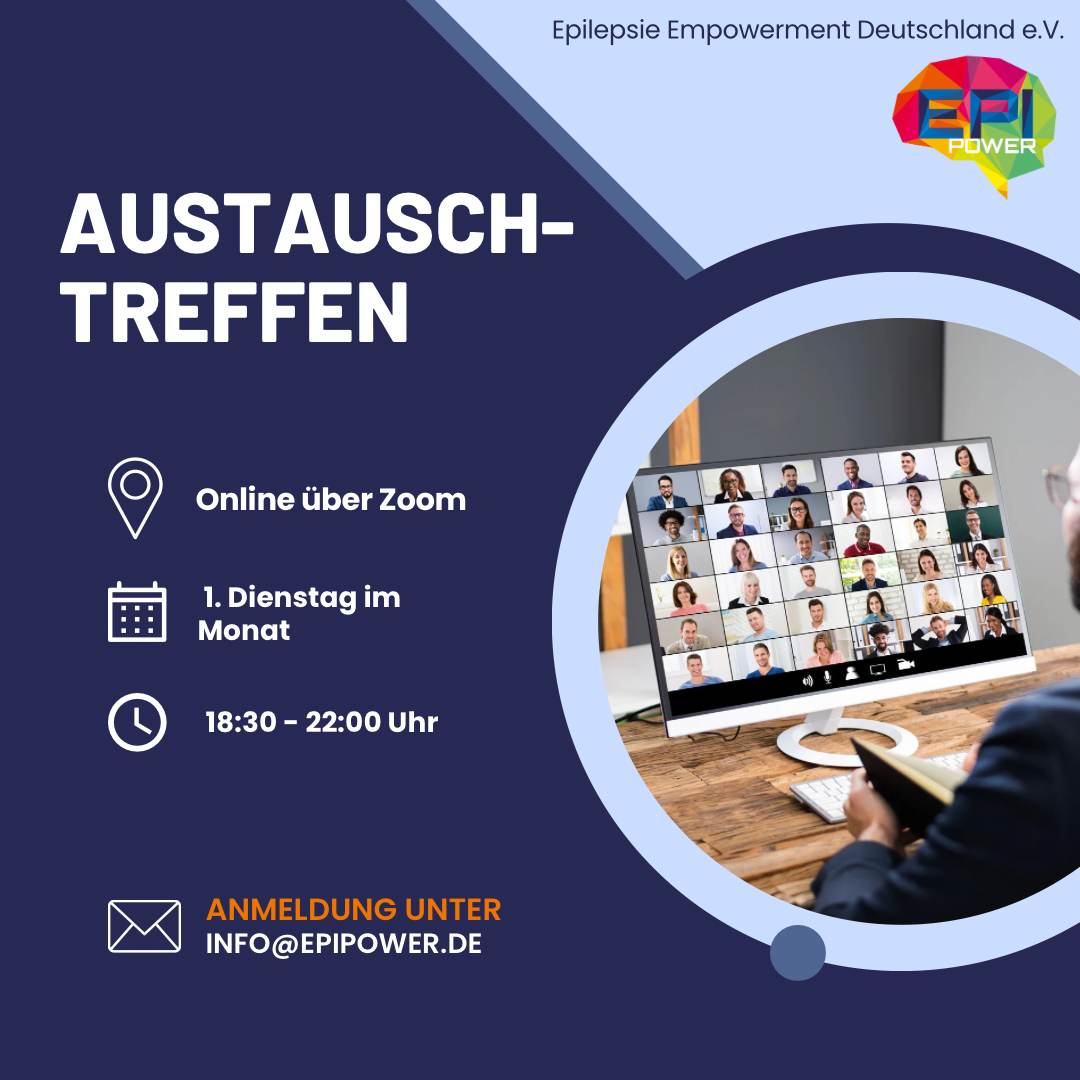 Epilepsie Empowerment Deutschland e.V.
EPI
POWER
AUSTAUSCH-
TREFFEN
Online über Zoom
1. Dienstag im
Monat
18:30 - 22:00 Uhr
ANMELDUNG UNTER
INFO@EPIPOWER.DE